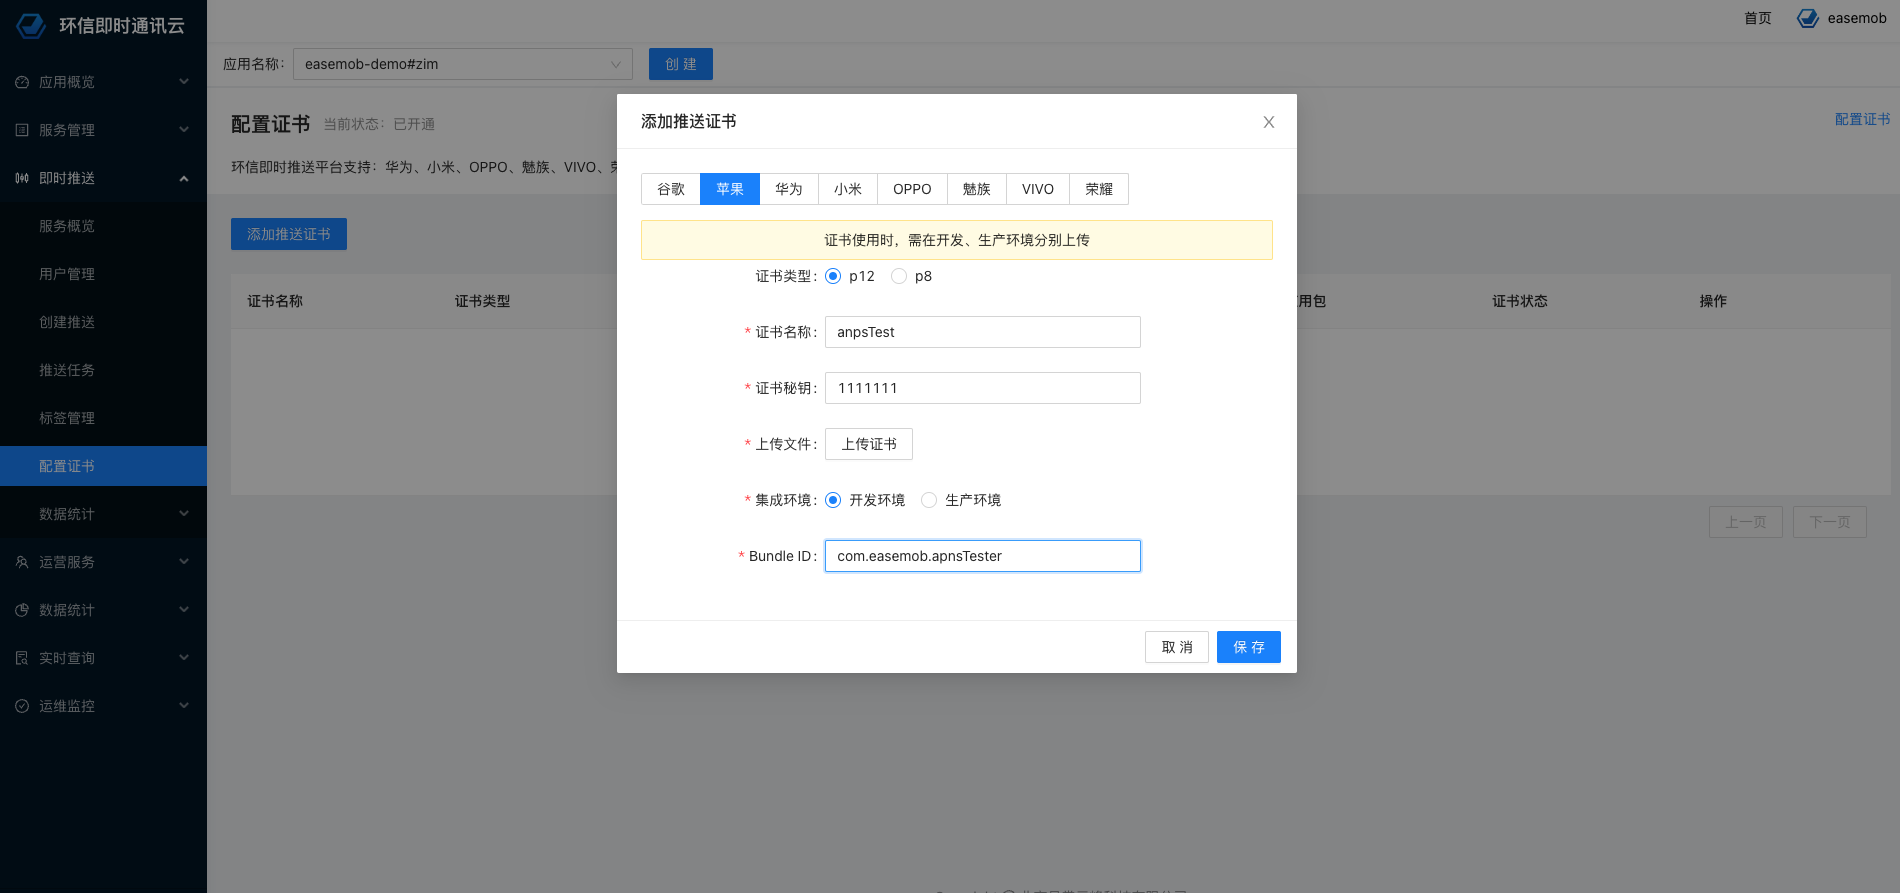 环信即时通讯云
首页
easemob
应用名称：
easemob-demo#zim
创 建
应用概览
服务管理
即时推送
服务概览
用户管理
创建推送
推送任务
标签管理
配置证书
数据统计
运营服务
数据统计
实时查询
运维监控
配置证书 当前状态：已开通
配置证书
环信即时推送平台支持：华为、小米、OPPO、魅族、VIVO、
添加推送证书
证书名称 证书类型 用包 证书状态 操作
上一页 下一页
添加推送证书
谷歌 苹果 华为 小米 OPPO 魅族 VIVO 荣耀
证书使用时，需在开发、生产环境分别上传
证书类型： p12 p8
* 证书名称： anpsTest
* 证书秘钥： 1111111
* 上传文件： 上传证书
* 集成环境： 开发环境 生产环境
* Bundle ID： com.easemob.apnsTester
取 消 保 存